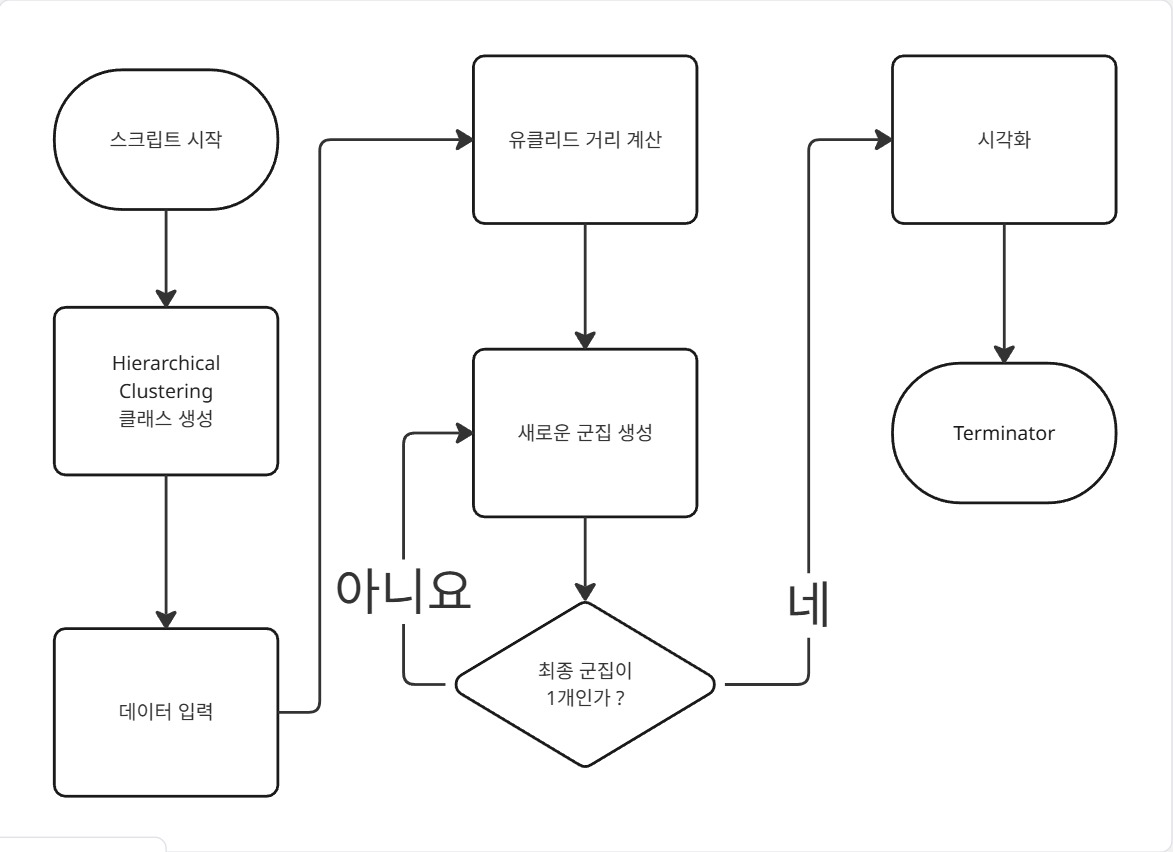 스크립트 시작
Hierarchical
Clustering
클래스 생성
데이터 입력
유클리드 거리 계산
새로운 군집 생성
최종 군집이
1개인가 ?
아니요
네
시각화
Terminator